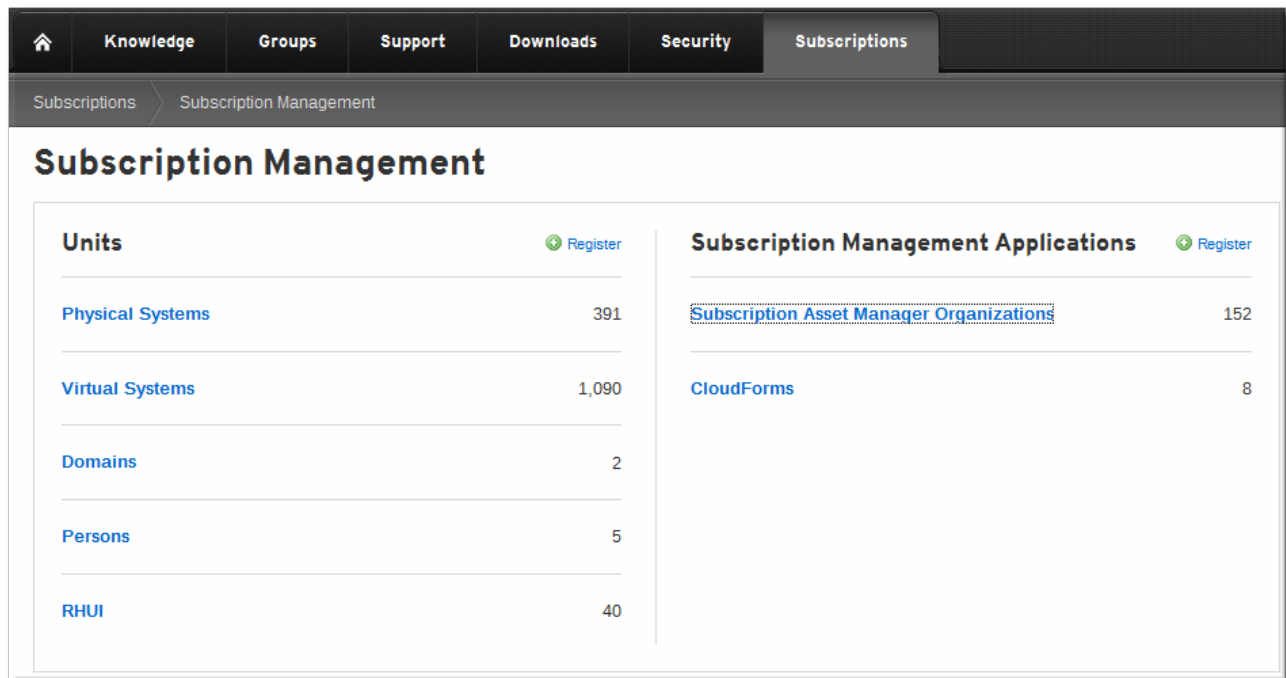 Knowledge Groups Support Downloads Security Subscriptions
Subscriptions Subscription Management
Subscription Management
Units Register
Physical Systems 391
Virtual Systems 1,090
Domains 2
Persons 5
RHUI 40
Subscription Management Applications Register
Subscription Asset Manager Organizations 152
CloudForms 8